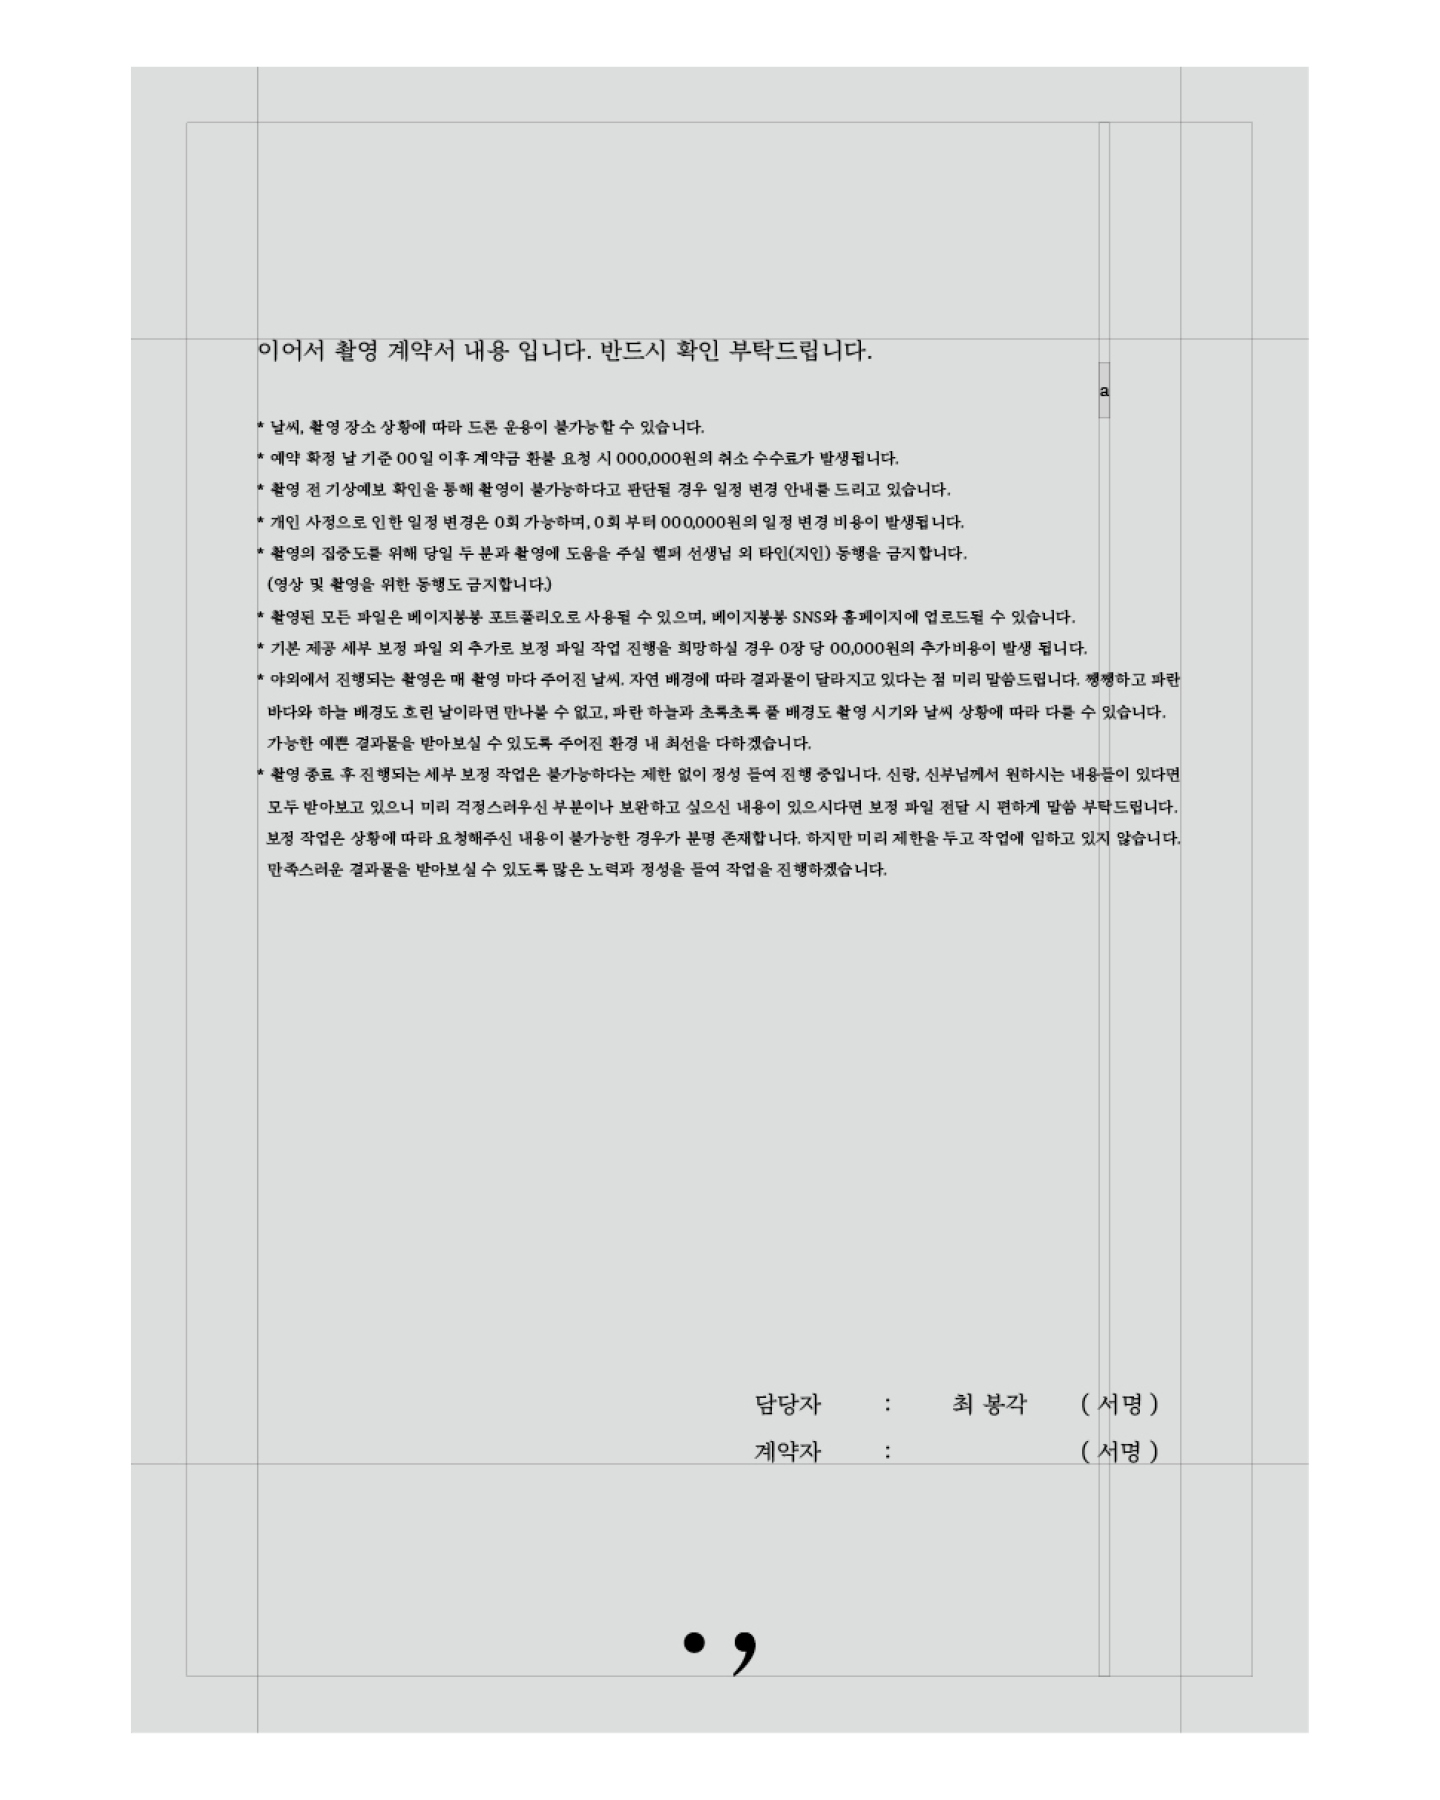 이어서 촬영 계약서 내용 입니다. 반드시 확인 부탁드립니다.
a
* 날씨, 촬영 장소 상황에 따라 드론 운용이 불가능할 수 있습니다.
* 예약 확정 날 기준 00일 이후 계약금 환불 요청 시 000,000원의 취소 수수료가 발생됩니다.
* 촬영 전 기상예보 확인을 통해 촬영이 불가능하다고 판단될 경우 일정 변경 안내를 드리고 있습니다.
* 개인 사정으로 인한 일정 변경은 0회 가능하며, 0회 부터 000,000원의 일정 변경 비용이 발생됩니다.
* 촬영의 집중도를 위해 당일 두 분과 촬영에 도움을 주실 헬퍼 선생님 외 타인(지인) 동행을 금지합니다.
(영상 및 촬영을 위한 동행도 금지합니다.)
* 촬영된 모든 파일은 베이지봉봉 포트폴리오로 사용될 수 있으며, 베이지봉봉 SNS와 홈페이지에 업로드될 수 있습니다.
* 기본 제공 세부 보정 파일 외 추가로 보정 파일 작업 진행을 희망하실 경우 0장 당 00,000원의 추가비용이 발생 됩니다.
* 야외에서 진행되는 촬영은 매 촬영 마다 주어진 날씨. 자연 배경에 따라 결과물이 달라지고 있다는 점 미리 말씀드립니다. 쨍쨍하고 파란
바다와 하늘 배경도 흐린 날이라면 만나볼 수 없고, 파란 하늘과 초록초록 풀 배경도 촬영 시기와 날씨 상황에 따라 다를 수 있습니다.
가능한 예쁜 결과물을 받아보실 수 있도록 주어진 환경 내 최선을 다하겠습니다.
* 촬영 종료 후 진행되는 세부 보정 작업은 불가능하다는 제한 없이 정성 들여 진행 중입니다. 신랑, 신부님께서 원하시는 내용들이 있다면
모두 받아보고 있으니 미리 걱정스러우신 부분이나 보완하고 싶으신 내용이 있으시다면 보정 파일 전달 시 편하게 말씀 부탁드립니다.
보정 작업은 상황에 따라 요청해주신 내용이 불가능한 경우가 분명 존재합니다. 하지만 미리 제한을 두고 작업에 임하고 있지 않습니다.
만족스러운 결과물을 받아보실 수 있도록 많은 노력과 정성을 들여 작업을 진행하겠습니다.
담당자 : 최 봉각 ( 서명 )
계약자 : ( 서명 )
• ,